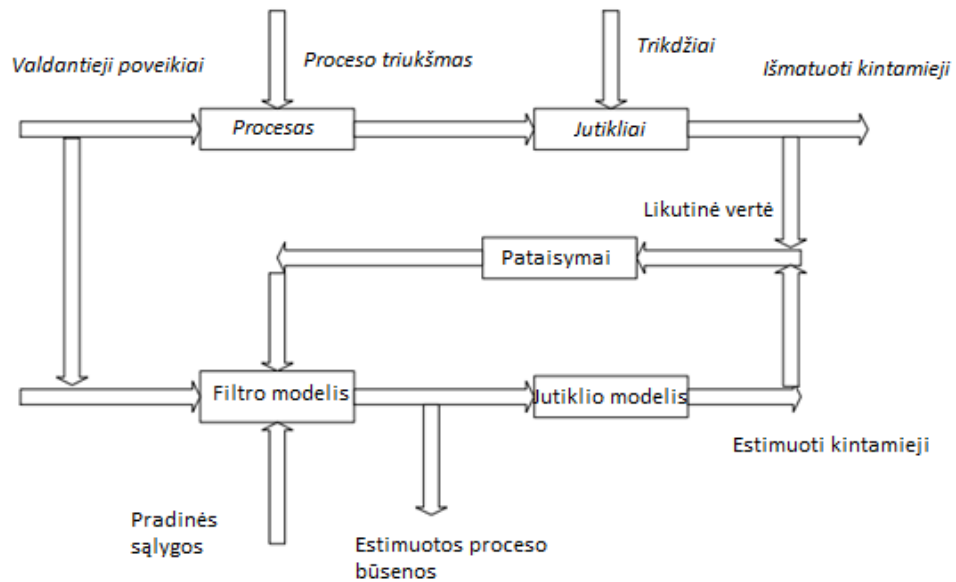 Valdantieji poveikiai
Proceso triukšmas
Trikdžiai
Išmatuoti kintamieji
Procesas
Jutikliai
Likutinė vertė
Pataisymai
Filtro modelis
Jutiklio modelis
Estimuoti kintamieji
Pradinės
sąlygos
Estimuotos proceso
būsenos